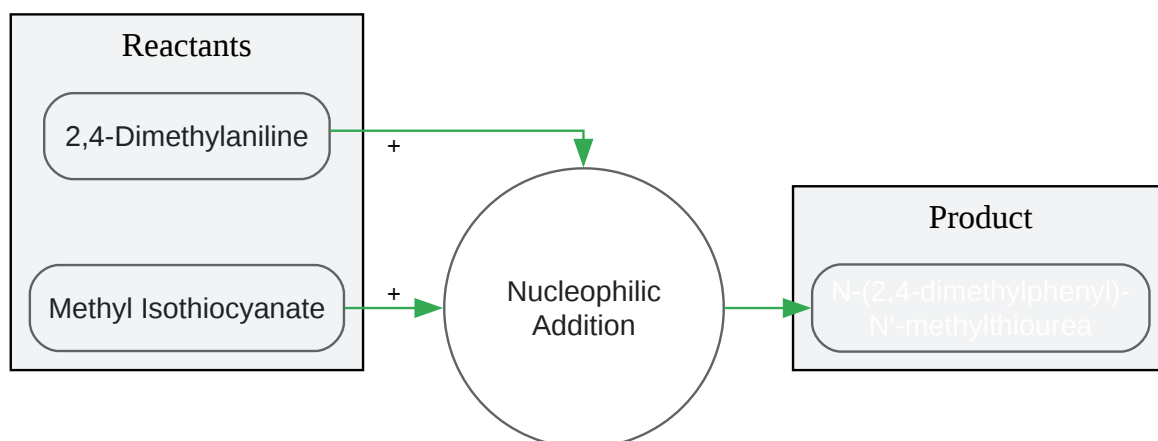 Reactants
2,4-Dimethylaniline
+
Methyl Isothiocyanate
+
Nucleophilic
Addition
Product
N-(2,4-dimethylphenyl)-
N'-methylthiourea